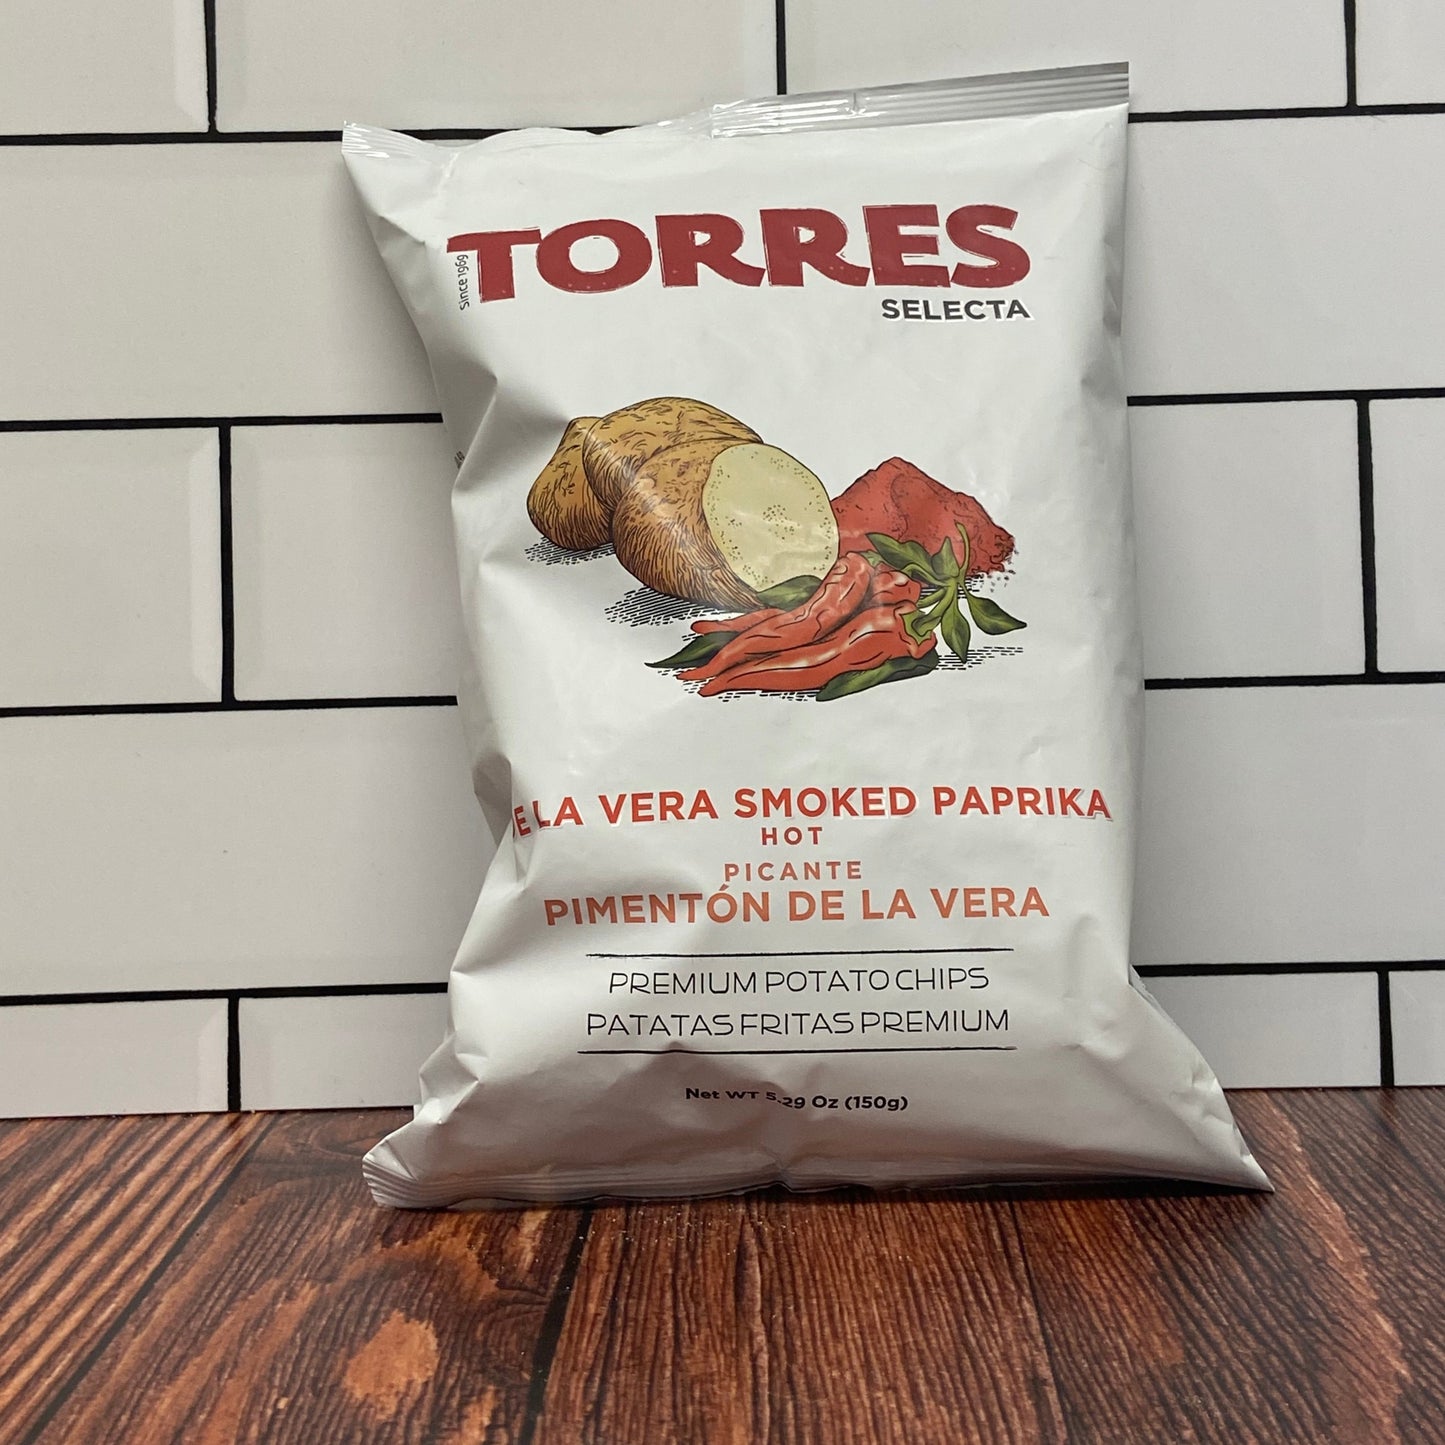 Since 1969
TORRES
SELECTA
DE LA VERA SMOKED PAPRIKA
HOT
PICANTE
PIMENTÓN DE LA VERA
PREMIUM POTATO CHIPS
PATATAS FRITAS PREMIUM
Net WT 5.29 Oz (150g)